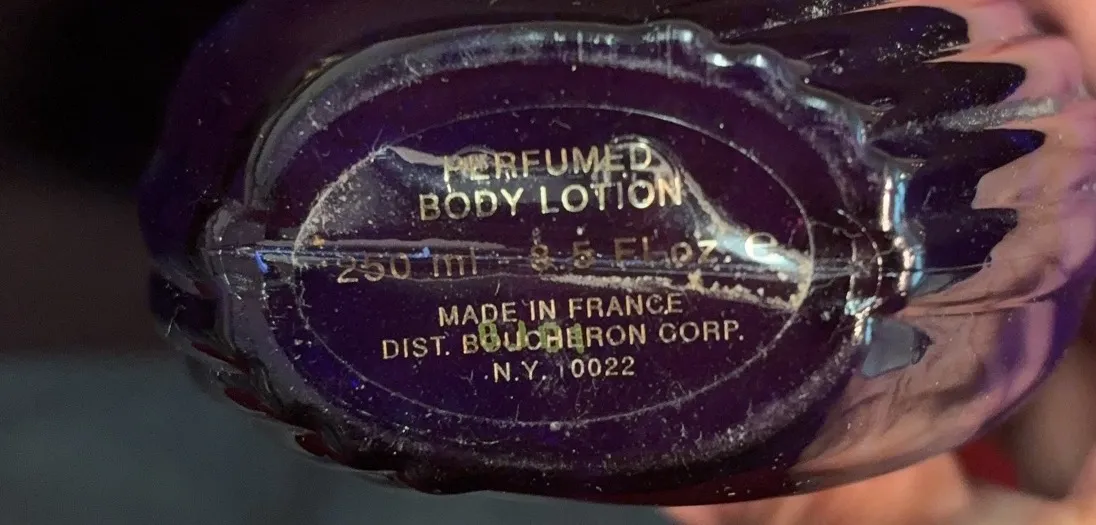 PERFUMED
BODY LOTION
250 ml 8.5 Fl.oz. e
MADE IN FRANCE
DIST. BOUCHERON CORP.
N.Y. 10022